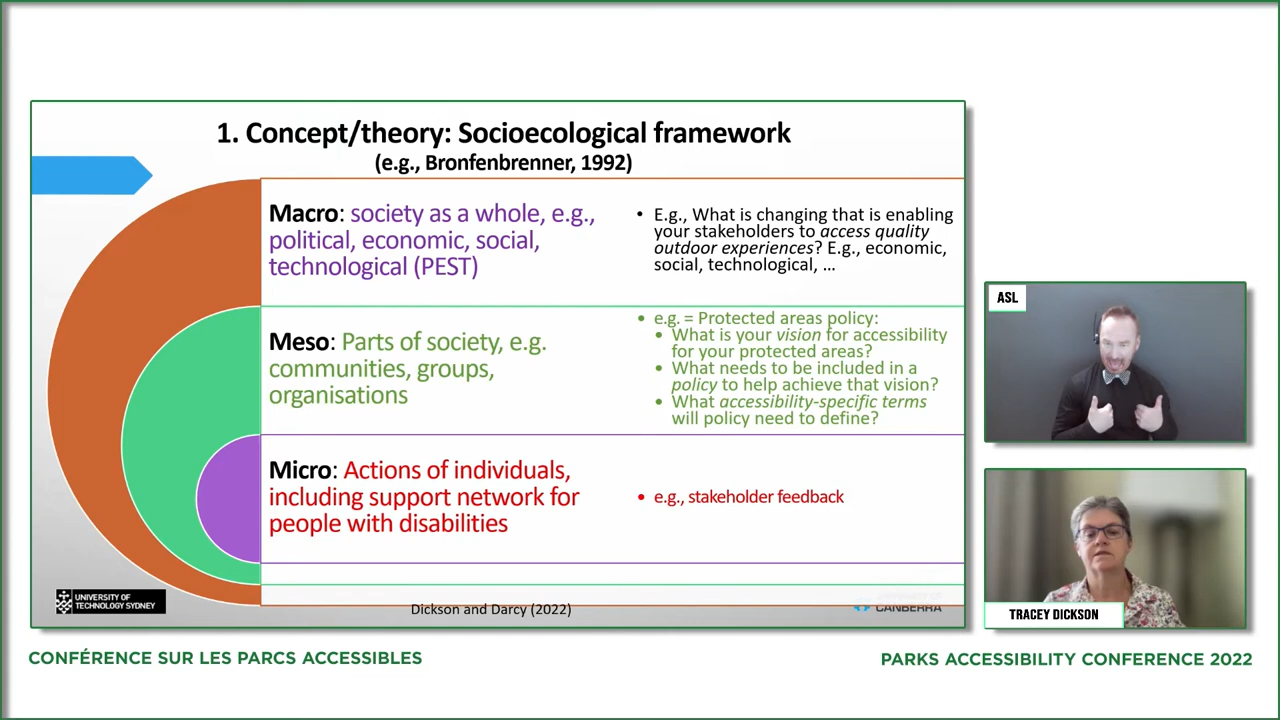 1. Concept/theory: Socioecological framework
(e.g., Bronfenbrenner, 1992)
Macro: society as a whole, e.g.,
political, economic, social,
technological (PEST)
• E.g., What is changing that is enabling
your stakeholders to access quality
outdoor experiences? E.g., economic,
social, technological, ...
Meso: Parts of society, e.g.
communities, groups,
organisations
• e.g. = Protected areas policy:
• What is your vision for accessibility
for your protected areas?
• What needs to be included in a
policy to help achieve that vision?
• What accessibility-specific terms
will policy need to define?
Micro: Actions of individuals,
including support network for
people with disabilities
• e.g., stakeholder feedback
UNIVERSITY OF
TECHNOLOGY SYDNEY
Dickson and Darcy (2022)
UNIVERSITY OF
CANBERRA
ASL
TRACEY DICKSON
CONFÉRENCE SUR LES PARCS ACCESSIBLES
PARKS ACCESSIBILITY CONFERENCE 2022